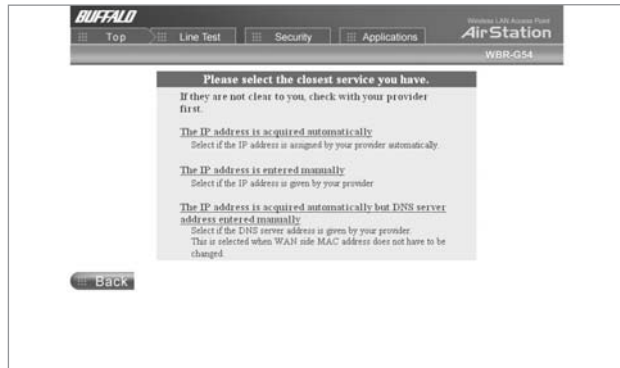 BUFFALO
Wireless LAN Access Point
AirStation
Top Line Test Security Applications
WBR-G54
Please select the closest service you have.
If they are not clear to you, check with your provider
first.
The IP address is acquired automatically
Select if the IP address is assigned by your provider automatically.
The IP address is entered manually
Select if the IP address is given by your provider
The IP address is acquired automatically but DNS server
address entered manually
Select if the DNS server address is given by your provider.
This is selected when WAN side MAC address does not have to be
changed.
Back